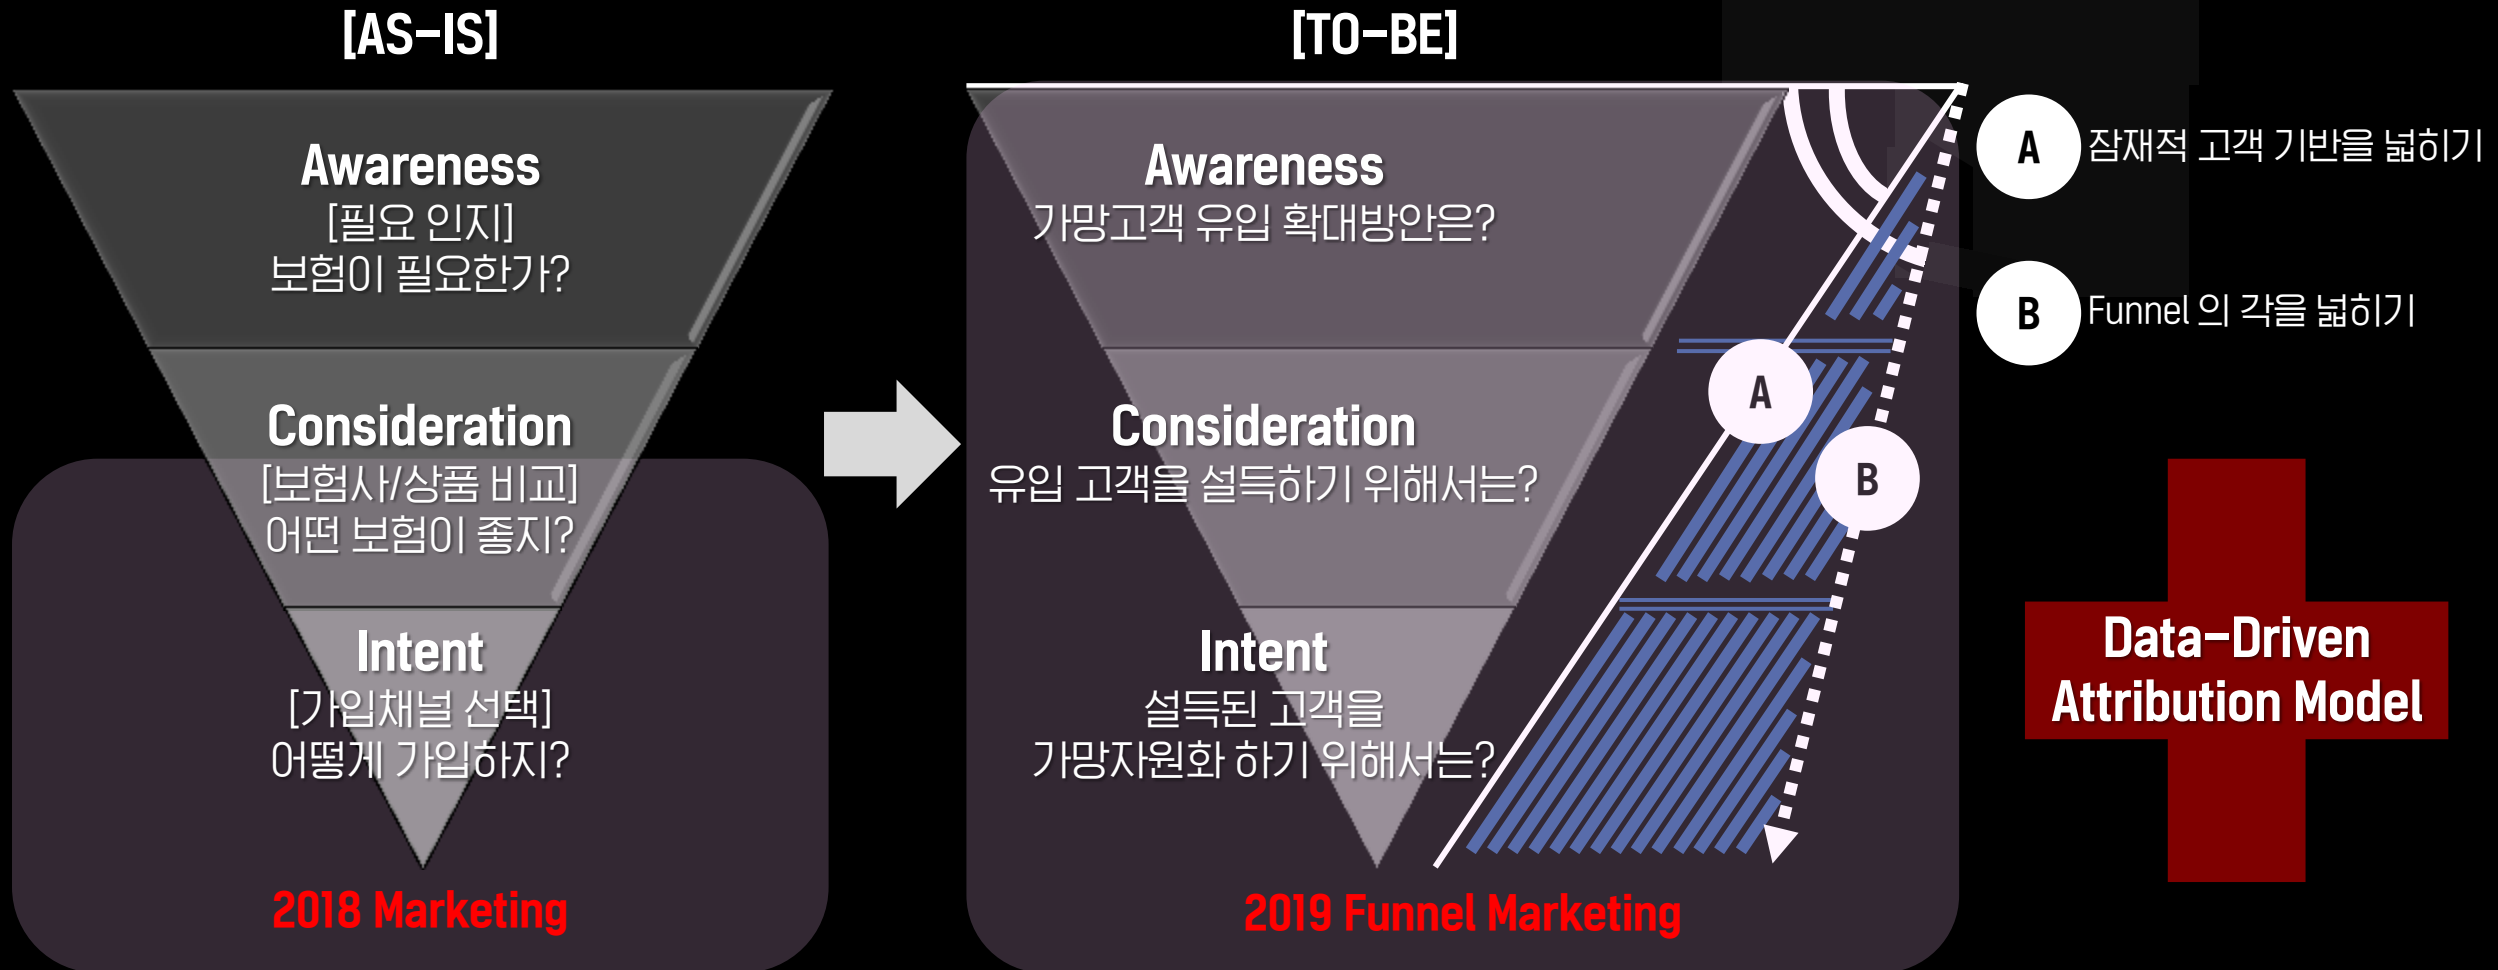 [AS-IS]
Awareness
[필요 인지]
보험이 필요한가?
Consideration
[보험사/상품 비교]
어떤 보험이 좋지?
Intent
[가입채널 선택]
어떻게 가입하지?
2018 Marketing
[TO-BE]
Awareness
가망고객 유입 확대방안은?
Consideration
유입 고객을 설득하기 위해서는?
Intent
설득된 고객을
가망자원화 하기 위해서는?
2019 Funnel Marketing
A
B
A 잠재적 고객 기반을 넓히기
B Funnel 의 각을 넓히기
Data-Driven
Attribution Model